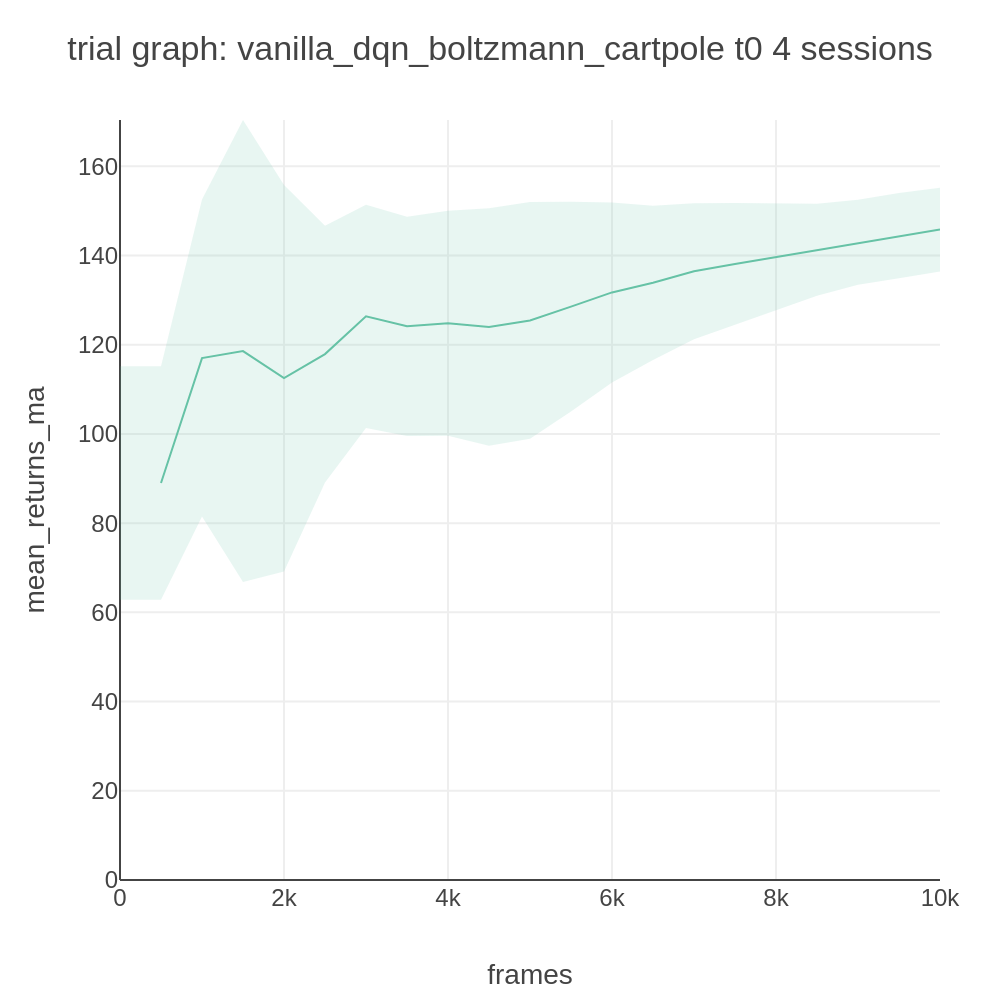 trial graph: vanilla_dqn_boltzmann_cartpole t0 4 sessions
160
140
120
100
80
60
40
20
0
mean_returns_ma
0 2k 4k 6k 8k 10k
frames